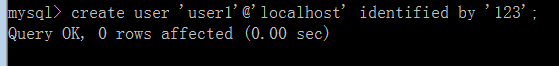 mysql> create user 'user1'@'localhost' identified by '123';
Query OK, 0 rows affected (0.00 sec)